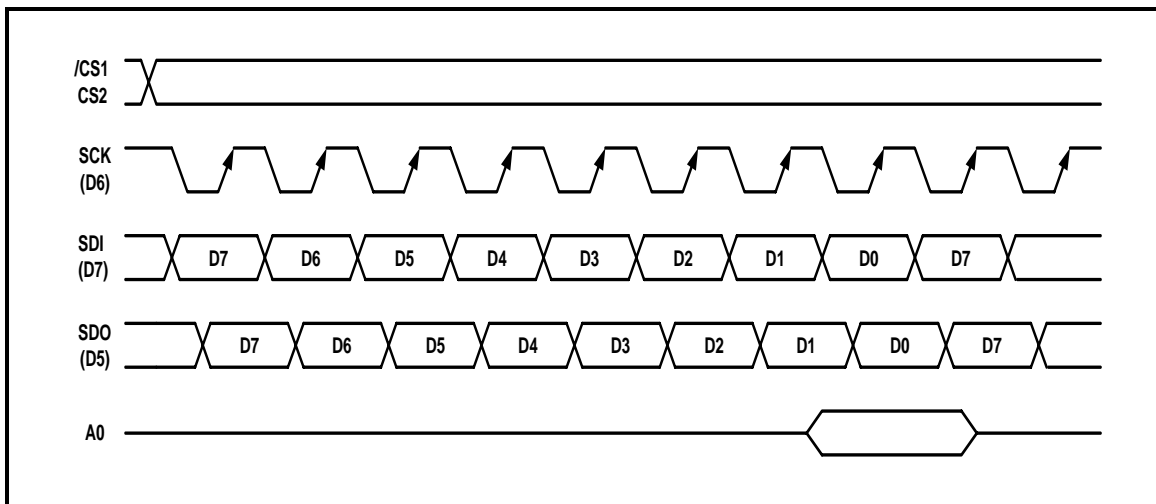 /CS1
CS2
SCK
(D6)
SDI
(D7)
D7 D6 D5 D4 D3 D2 D1 D0 D7
SDO
(D5)
D7 D6 D5 D4 D3 D2 D1 D0 D7
A0